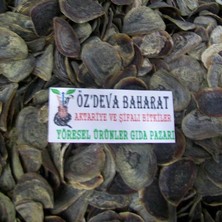 ÖZ'DEVA BAHARAT
AKTARİYE VE ŞİFALI BİTKİLER
YÖRESEL ÜRÜNLER GIDA PAZARI